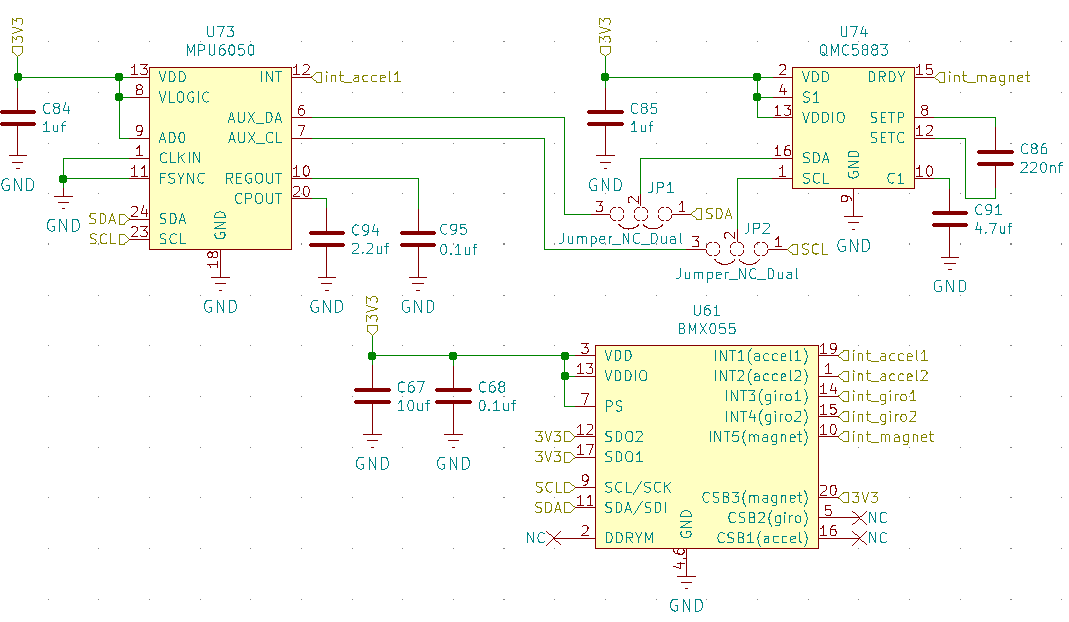 3V3
U73
MPU6050
13 VDD
8 VLOGIC
9 AD0
1 CLKIN
11 FSYNC
SDA 24 SDA
SCL 23 SCL
GND
18
GND
INT 12 int_accel1
AUX_DA 6
AUX_CL 7
REGOUT 10
CPOUT 20
C84
1uf
GND
GND
C94
2.2uf
GND
C95
0.1uf
GND
3V3
U74
QMC5883
2 VDD
4 S1
13 VDDIO
16 SDA
1 SCL
GND
9
GND
DRDY 15 int_magnet
SETP 8
SETC 12
C1 10
C85
1uf
GND
C86
220nf
C91
4.7uf
GND
JP1
3 2 1 SDA
Jumper_NC_Dual
JP2
3 2 1 SCL
Jumper_NC_Dual
3V3
U61
BMX055
3 VDD
13 VDDIO
7 PS
3V3 12 SDO2
3V3 17 SDO1
SCL 9 SCL/SCK
SDA 11 SDA/SDI
NC 2 DDRYM
GND
4,6
GND
INT1(accel1) 19 int_accel1
INT2(accel2) 1 int_accel2
INT3(giro1) 14 int_giro1
INT4(giro2) 15 int_giro2
INT5(magnet) 10 int_magnet
CSB3(magnet) 20 3V3
CSB2(giro) 5 NC
CSB1(accel) 16 NC
C67
10uf
GND
C68
0.1uf
GND